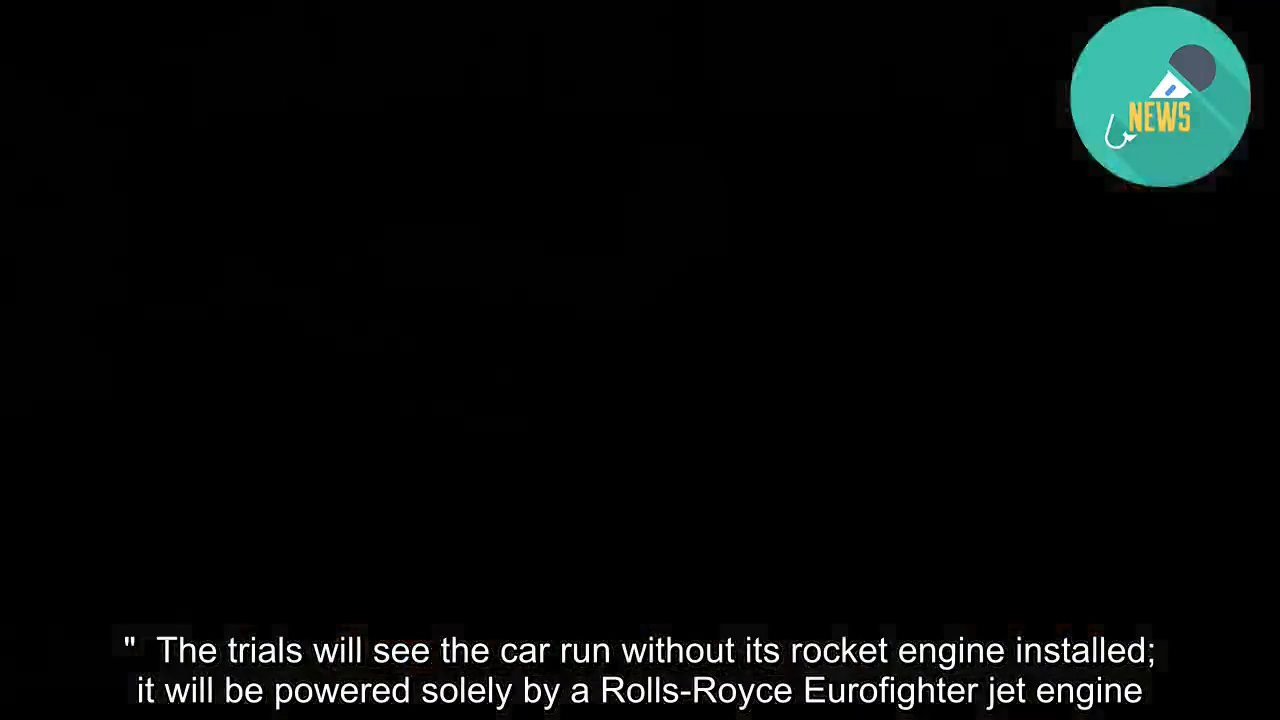 NEWS
"  The trials will see the car run without its rocket engine installed;
it will be powered solely by a Rolls-Royce Eurofighter jet engine